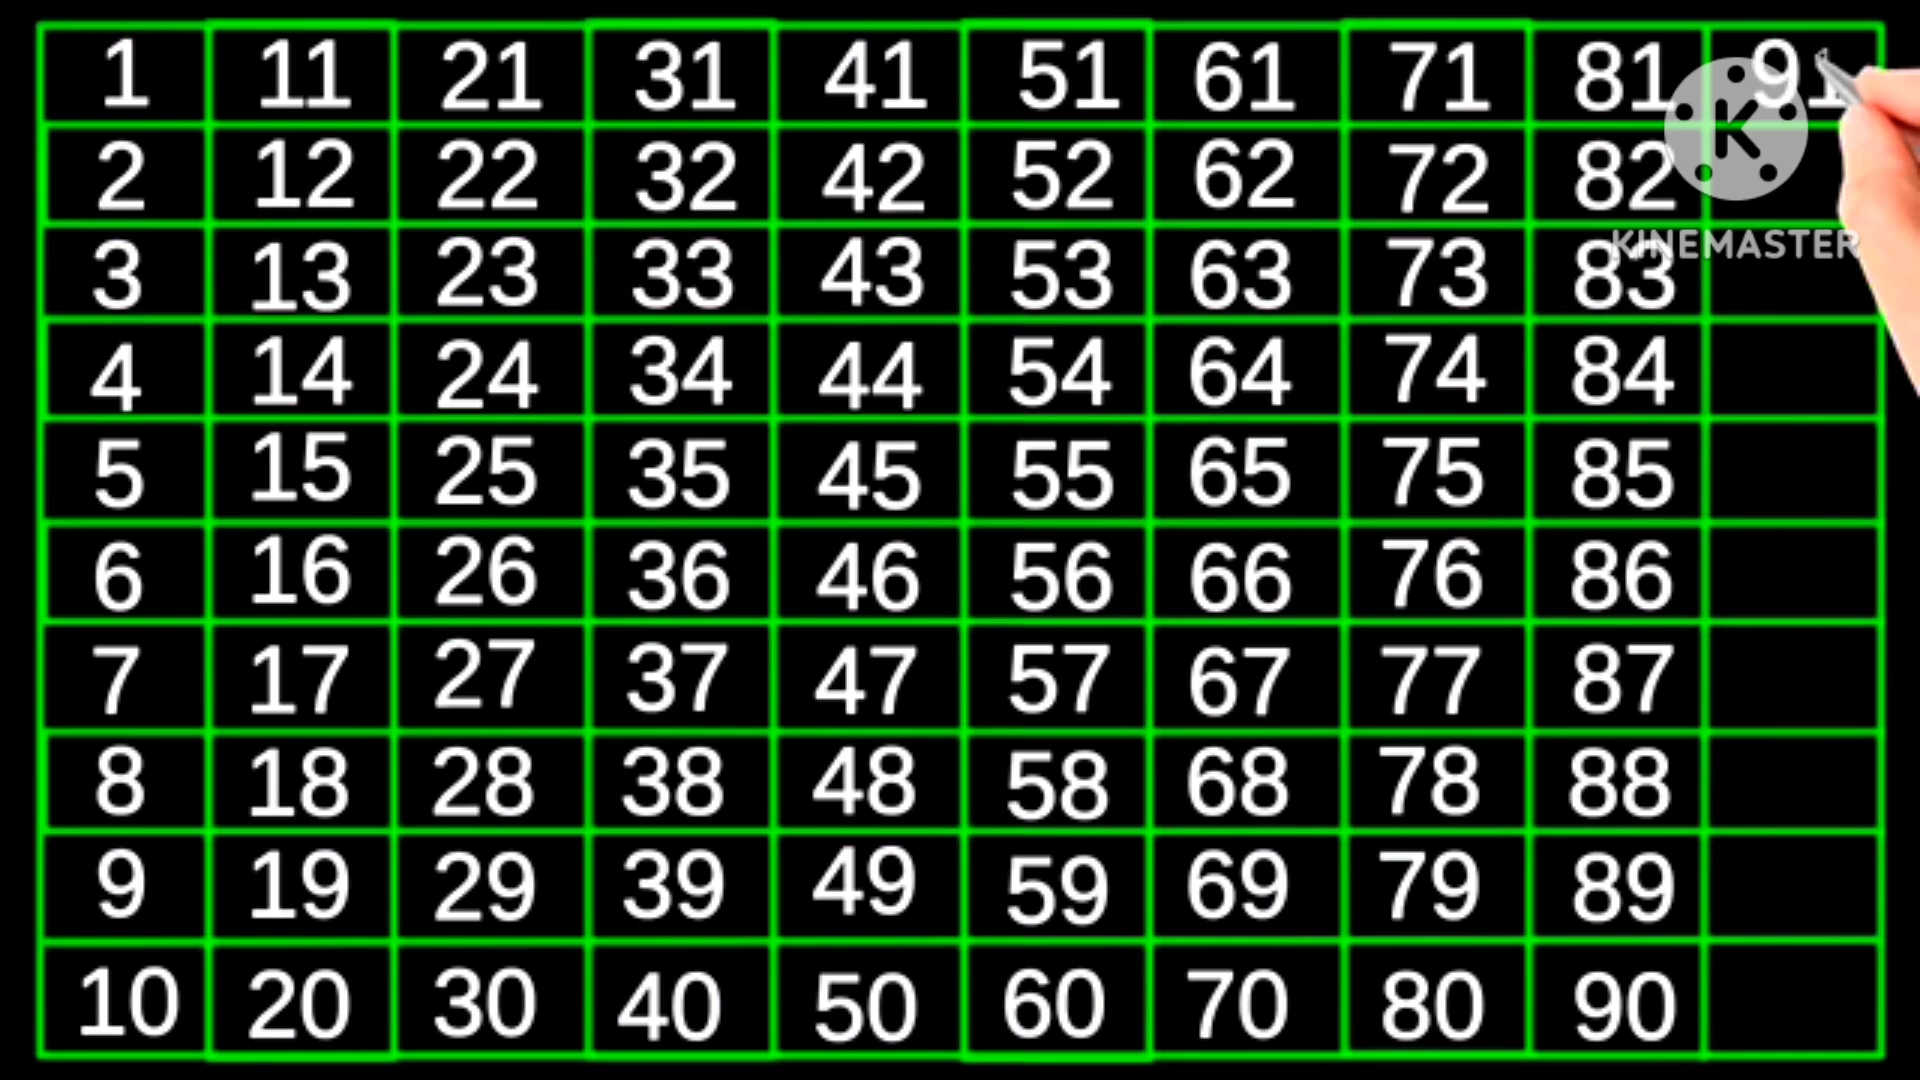 1 11 21 31 41 51 61 71 81 91
2 12 22 32 42 52 62 72 82
KINEMASTER
3 13 23 33 43 53 63 73 83
4 14 24 34 44 54 64 74 84
5 15 25 35 45 55 65 75 85
6 16 26 36 46 56 66 76 86
7 17 27 37 47 57 67 77 87
8 18 28 38 48 58 68 78 88
9 19 29 39 49 59 69 79 89
10 20 30 40 50 60 70 80 90